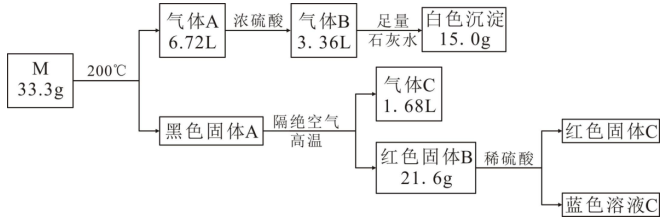 气体A
6.72L
浓硫酸
气体B
3.36L
足量
石灰水
白色沉淀
15.0g
M
33.3g
200℃
气体C
1.68L
黑色固体A
隔绝空气
高温
红色固体B
21.6g
稀硫酸
红色固体C
蓝色溶液C